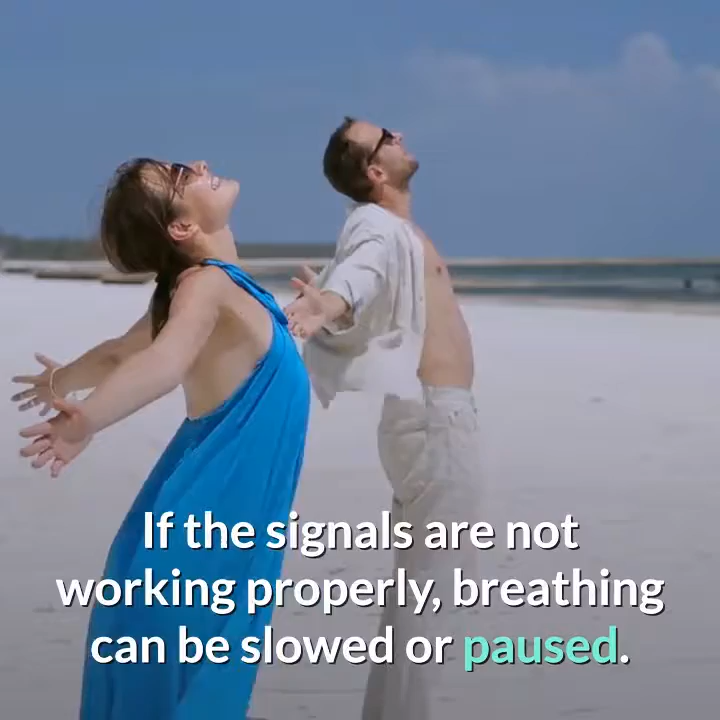 If the signals are not
working properly, breathing
can be slowed or paused.